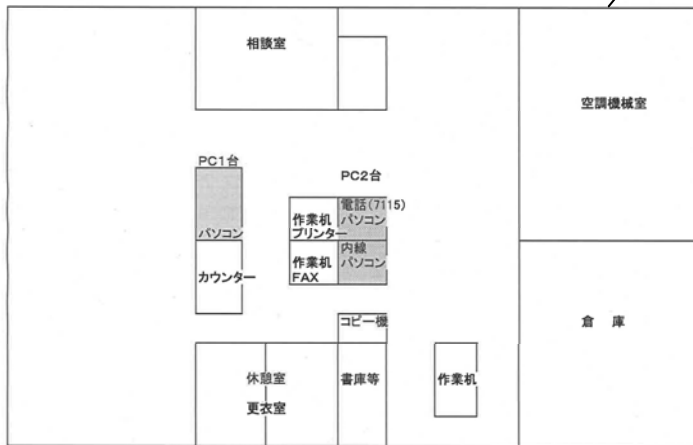 相談室
空調機械室
PC1台
PC2台
電話(7115)
作業机 パソコン
プリンター
パソコン
内線
作業机 パソコン
FAX
カウンター
コピー機
倉 庫
休憩室
書庫等
作業机
更衣室